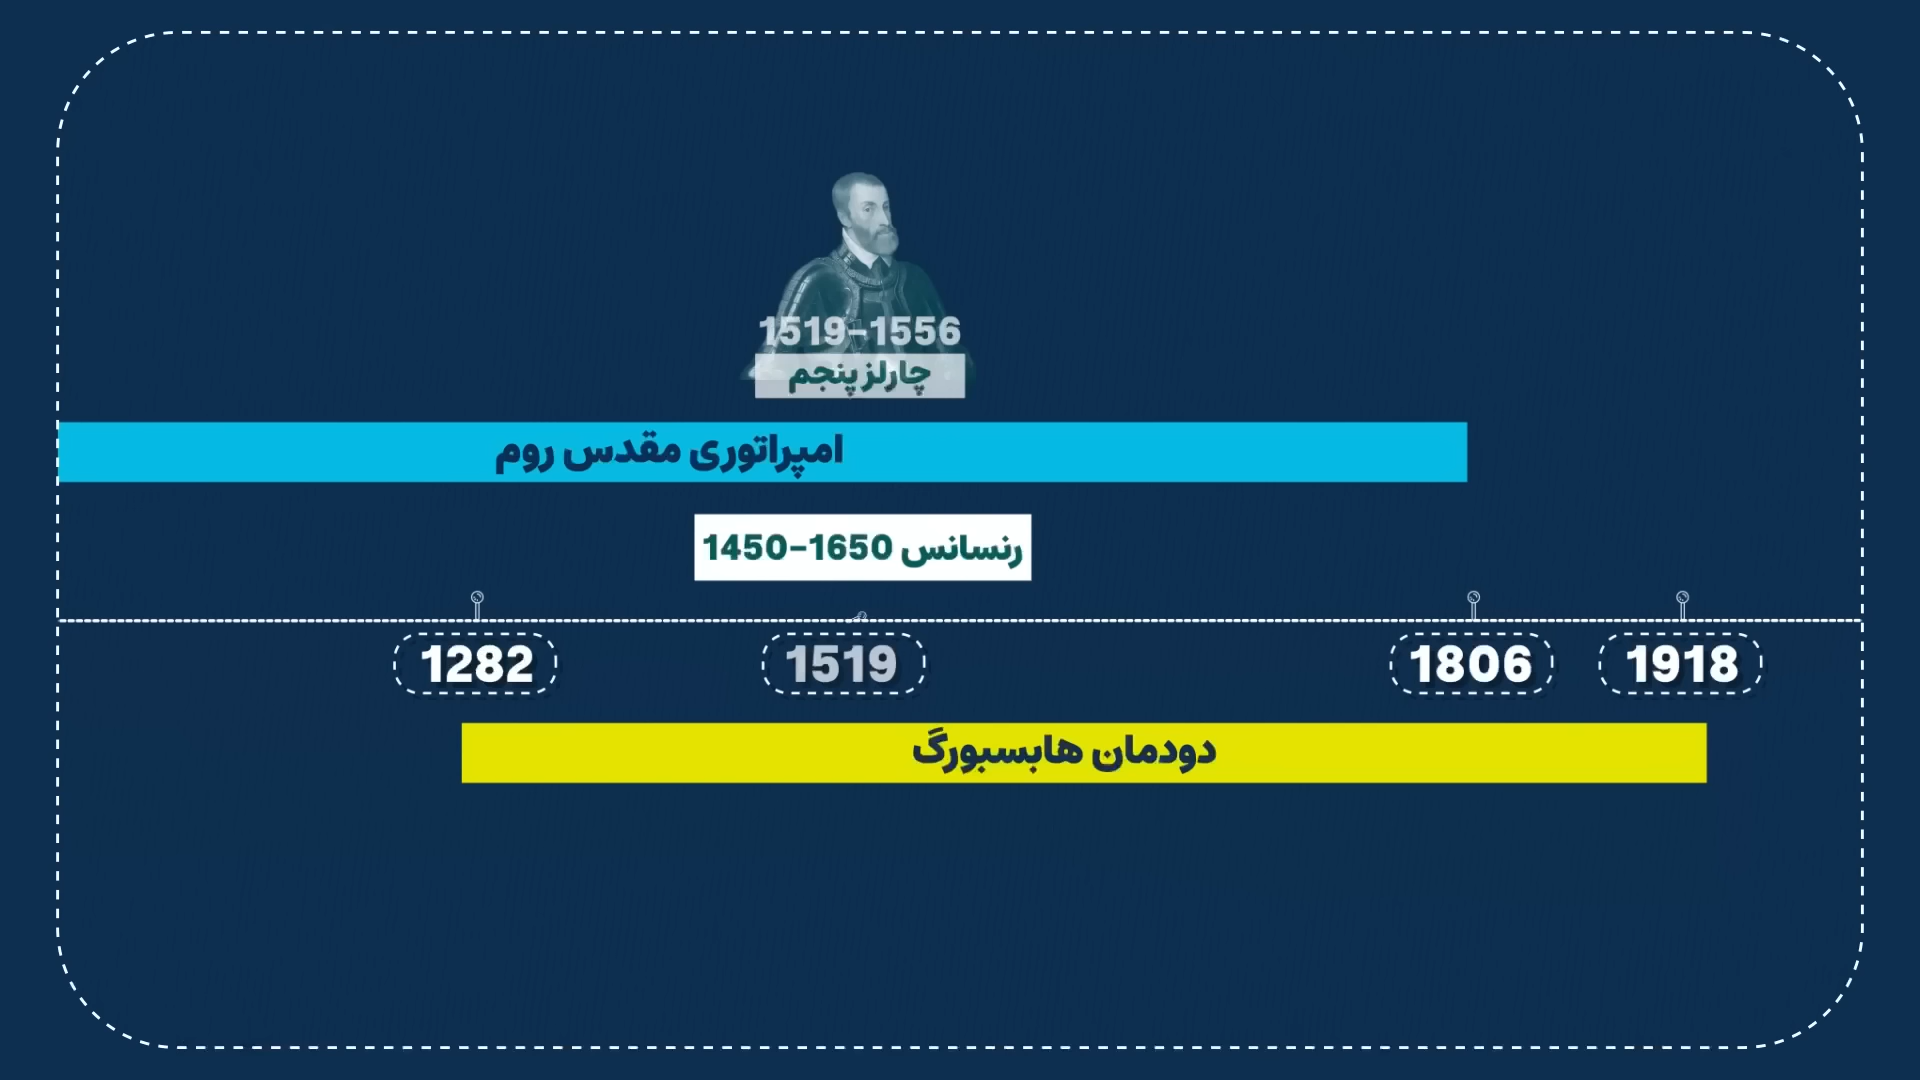 1519-1556
چارلز پنجم
امپراتوری مقدس روم
رنسانس 1650-1450
1282
1519
1806
1918
دودمان هابسبورگ